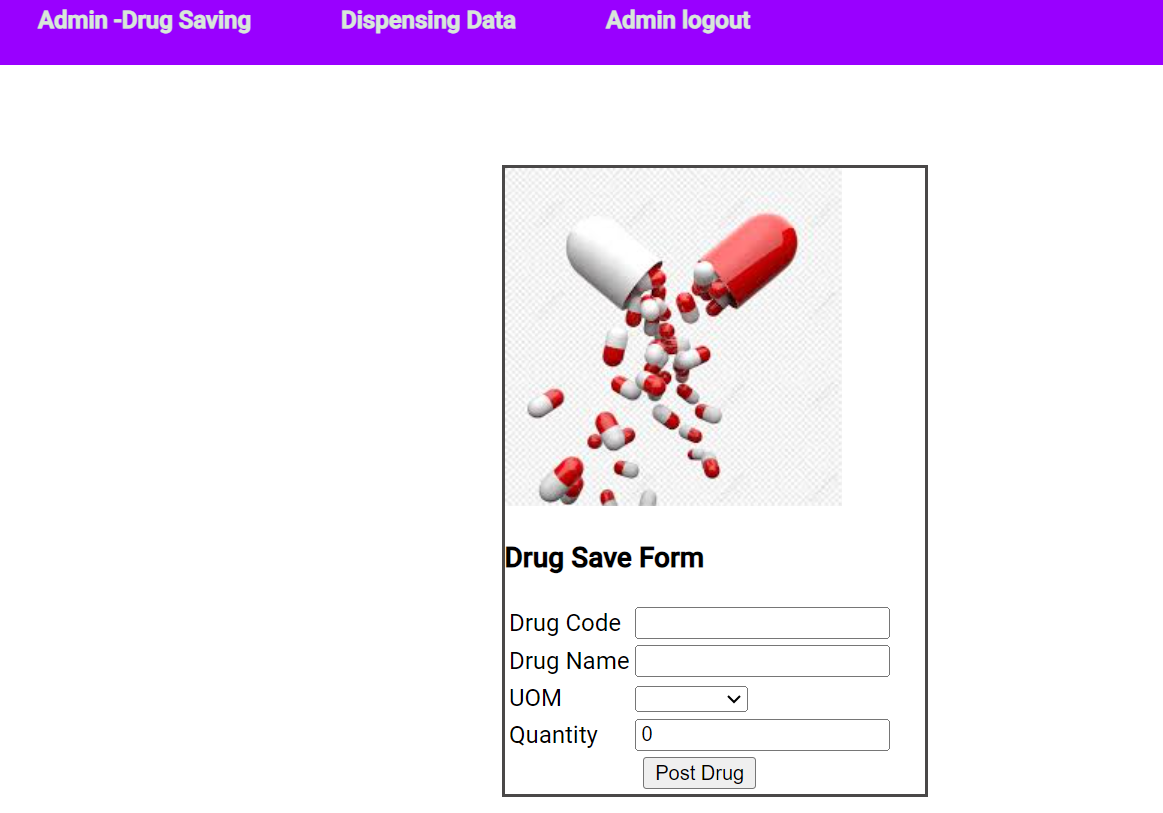 Admin -Drug Saving Dispensing Data Admin logout
Drug Save Form
Drug Code
Drug Name
UOM
Quantity 0
Post Drug